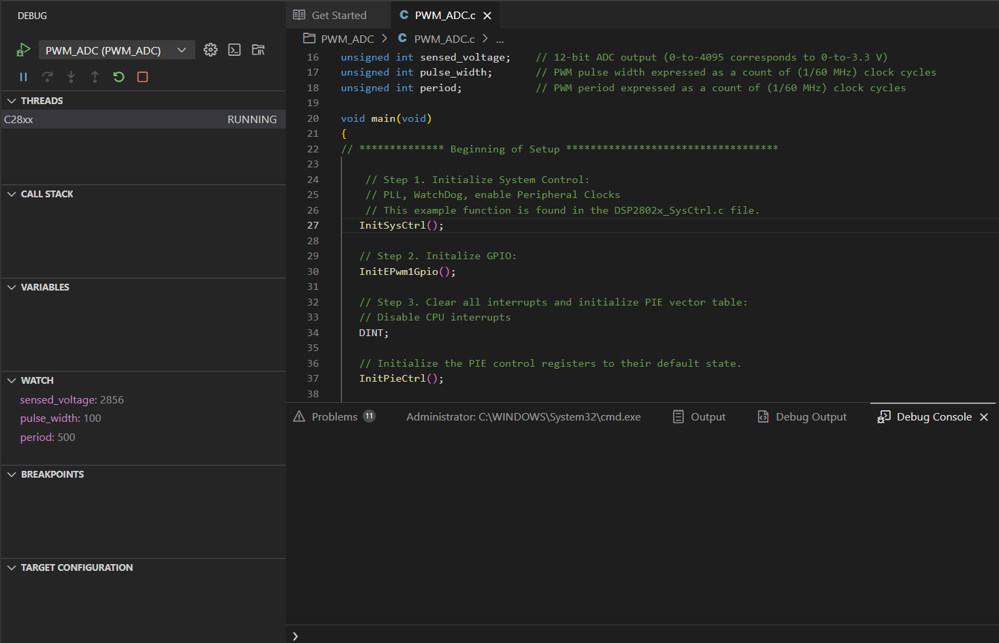 DEBUG
PWM_ADC (PWM_ADC)
THREADS
C28xx RUNNING
CALL STACK
VARIABLES
WATCH
sensed_voltage: 2856
pulse_width: 100
period: 500
BREAKPOINTS
TARGET CONFIGURATION
Get Started C PWM_ADC.c
PWM_ADC > C PWM_ADC.c > ...
16 unsigned int sensed_voltage; // 12-bit ADC output (0-to-4095 corresponds to 0-to-3.3 V)
17 unsigned int pulse_width; // PWM pulse width expressed as a count of (1/60 MHz) clock cycles
18 unsigned int period; // PWM period expressed as a count of (1/60 MHz) clock cycles
19
20 void main(void)
21 {
22 // ************** Beginning of Setup ***********************************
23
24 // Step 1. Initialize System Control:
25 // PLL, WatchDog, enable Peripheral Clocks
26 // This example function is found in the DSP2802x_SysCtrl.c file.
27 InitSysCtrl();
28
29 // Step 2. Initalize GPIO:
30 InitEPwm1Gpio();
31
32 // Step 3. Clear all interrupts and initialize PIE vector table:
33 // Disable CPU interrupts
34 DINT;
35
36 // Initialize the PIE control registers to their default state.
37 InitPieCtrl();
38
Problems 11 Administrator: C:\WINDOWS\System32\cmd.exe Output Debug Output Debug Console
>